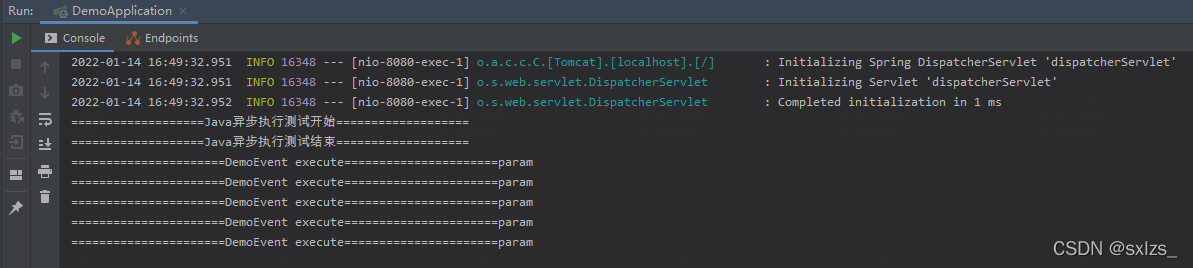 Run: DemoApplication ×
Console Endpoints
2022-01-14 16:49:32.951  INFO 16348 --- [nio-8080-exec-1] o.a.c.c.C.[Tomcat].[localhost].[/]       : Initializing Spring DispatcherServlet 'dispatcherServlet'
2022-01-14 16:49:32.951  INFO 16348 --- [nio-8080-exec-1] o.s.web.servlet.DispatcherServlet        : Initializing Servlet 'dispatcherServlet'
2022-01-14 16:49:32.952  INFO 16348 --- [nio-8080-exec-1] o.s.web.servlet.DispatcherServlet        : Completed initialization in 1 ms
===================Java异步执行测试开始===================
===================Java异步执行测试结束===================
======================DemoEvent execute======================param
======================DemoEvent execute======================param
======================DemoEvent execute======================param
======================DemoEvent execute======================param
======================DemoEvent execute======================param
CSDN @sxlzs_